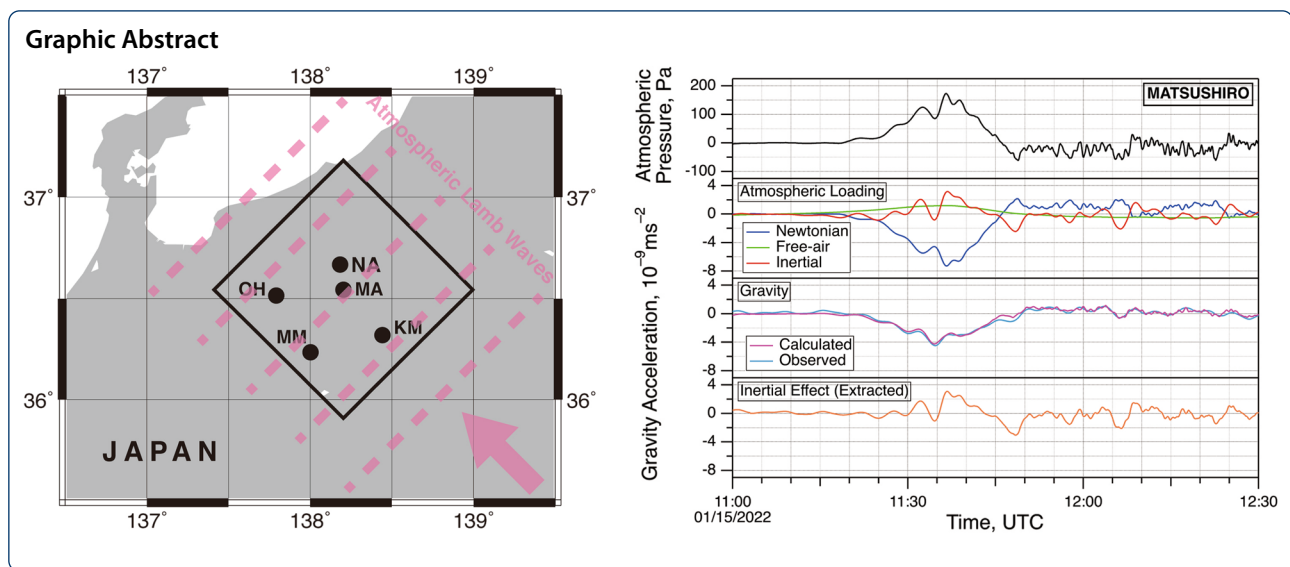 Graphic Abstract
137° 138° 139°
Atmospheric Lamb Waves
37° 37°
NA
OH MA
MM KM
36° 36°
JAPAN
137° 138° 139°
Atmospheric
Pressure, Pa
200
100
0
-100
MATSUSHIRO
Gravity Acceleration, 10⁻⁹ms⁻²
4
0
-4
-8
Atmospheric Loading
Newtonian
Free-air
Inertial
4
0
-4
-8
Gravity
Calculated
Observed
4
0
-4
-8
Inertial Effect (Extracted)
11:00 11:30 12:00 12:30
01/15/2022
Time, UTC